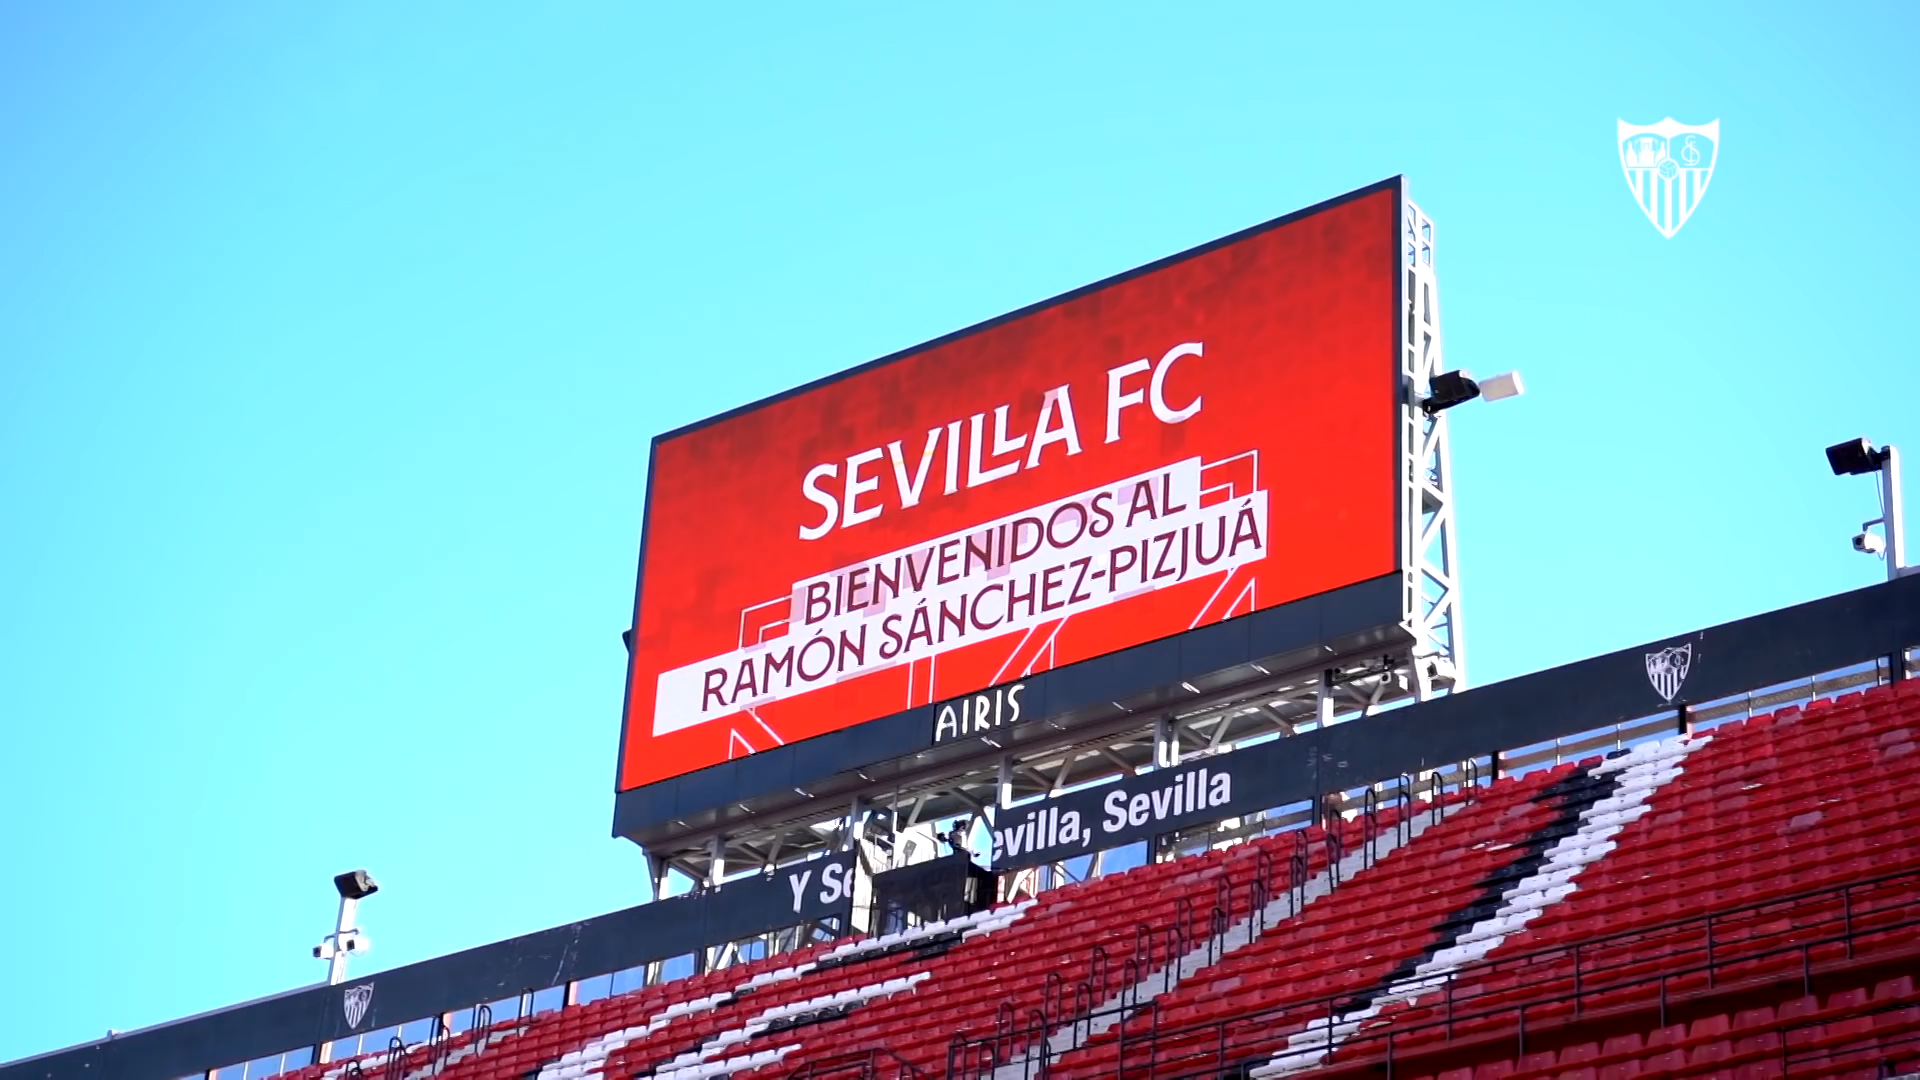 SEVILLA FC
BIENVENIDOS AL
RAMÓN SÁNCHEZ-PIZJUÁ
AIRIS
Y Se evilla, Sevilla